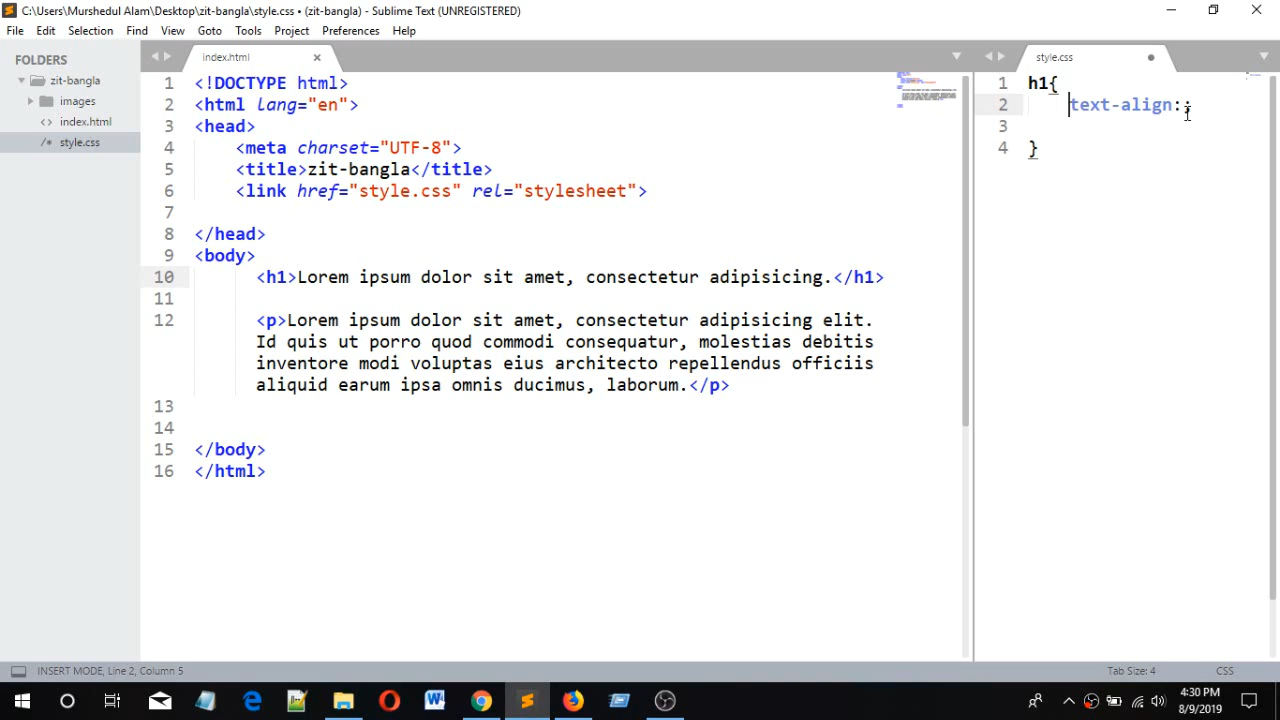 C:\Users\Murshedul Alam\Desktop\zit-bangla\style.css • (zit-bangla) - Sublime Text (UNREGISTERED)
File Edit Selection Find View Goto Tools Project Preferences Help
FOLDERS
zit-bangla
images
<> index.html
/* style.css
index.html
1 <!DOCTYPE html>
2 <html lang="en">
3 <head>
4 <meta charset="UTF-8">
5 <title>zit-bangla</title>
6 <link href="style.css" rel="stylesheet">
7
8 </head>
9 <body>
10 <h1>Lorem ipsum dolor sit amet, consectetur adipisicing.</h1>
11
12 <p>Lorem ipsum dolor sit amet, consectetur adipisicing elit.
Id quis ut porro quod commodi consequatur, molestias debitis
inventore modi voluptas eius architecto repellendus officiis
aliquid earum ipsa omnis ducimus, laborum.</p>
13
14
15 </body>
16 </html>
style.css
1 h1{
2 text-align:;
3
4 }
INSERT MODE, Line 2, Column 5
Tab Size: 4
CSS
4:30 PM
8/9/2019